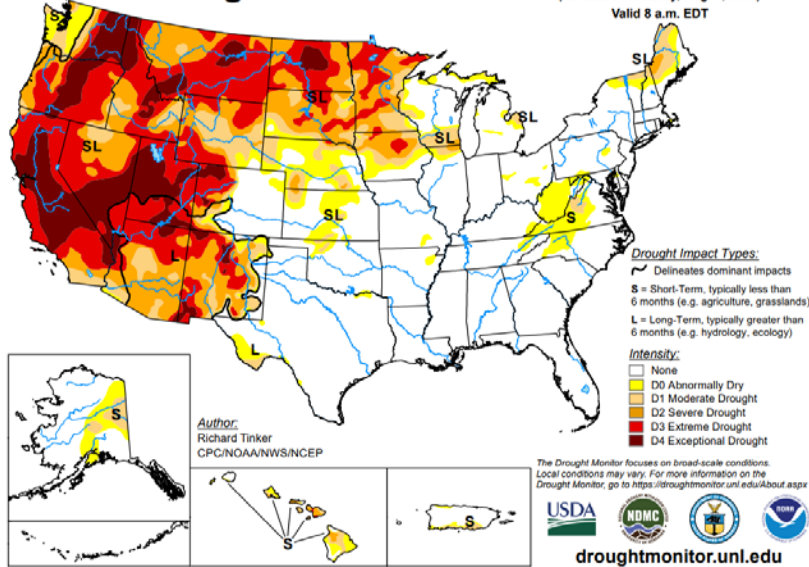 Valid 8 a.m. EDT
S
SL
SL
SL
SL
SL
SL
S
L
L
Drought Impact Types:
Delineates dominant impacts
S = Short-Term, typically less than
6 months (e.g. agriculture, grasslands)
L = Long-Term, typically greater than
6 months (e.g. hydrology, ecology)
Intensity:
None
D0 Abnormally Dry
D1 Moderate Drought
D2 Severe Drought
D3 Extreme Drought
D4 Exceptional Drought
S
Author:
Richard Tinker
CPC/NOAA/NWS/NCEP
S
S
The Drought Monitor focuses on broad-scale conditions.
Local conditions may vary. For more information on the
Drought Monitor, go to https://droughtmonitor.unl.edu/About.aspx
USDA
NDMC
NOAA
droughtmonitor.unl.edu